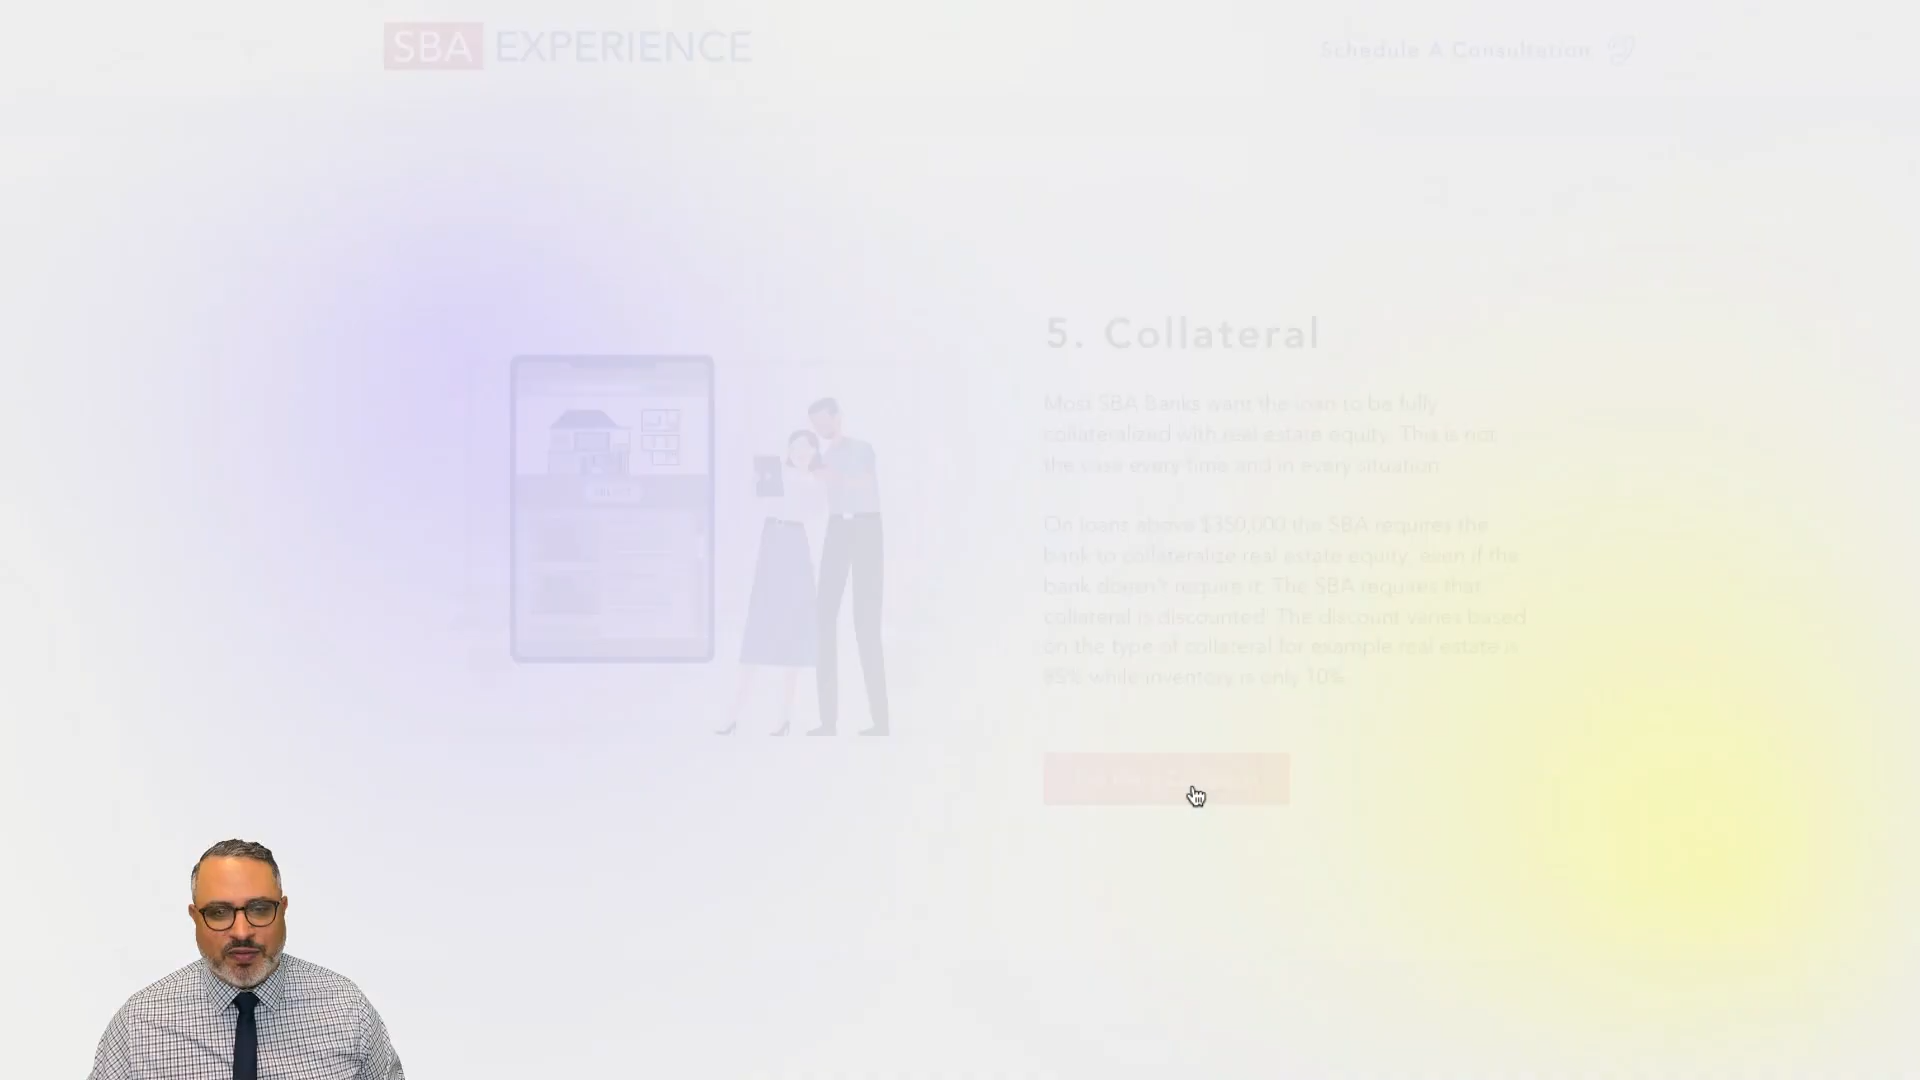 SBA EXPERIENCE
Schedule A Consultation
5. Collateral
Most SBA Banks want the loan to be fully
collateralized with real estate equity. This is not
the case every time and in every situation.
On loans above $350,000 the SBA requires the
bank to collateralize real estate equity, even if the
bank doesn't require it. The SBA requires that
collateral is discounted. The discount varies based
on the type of collateral for example real estate is
85% while inventory is only 10%.